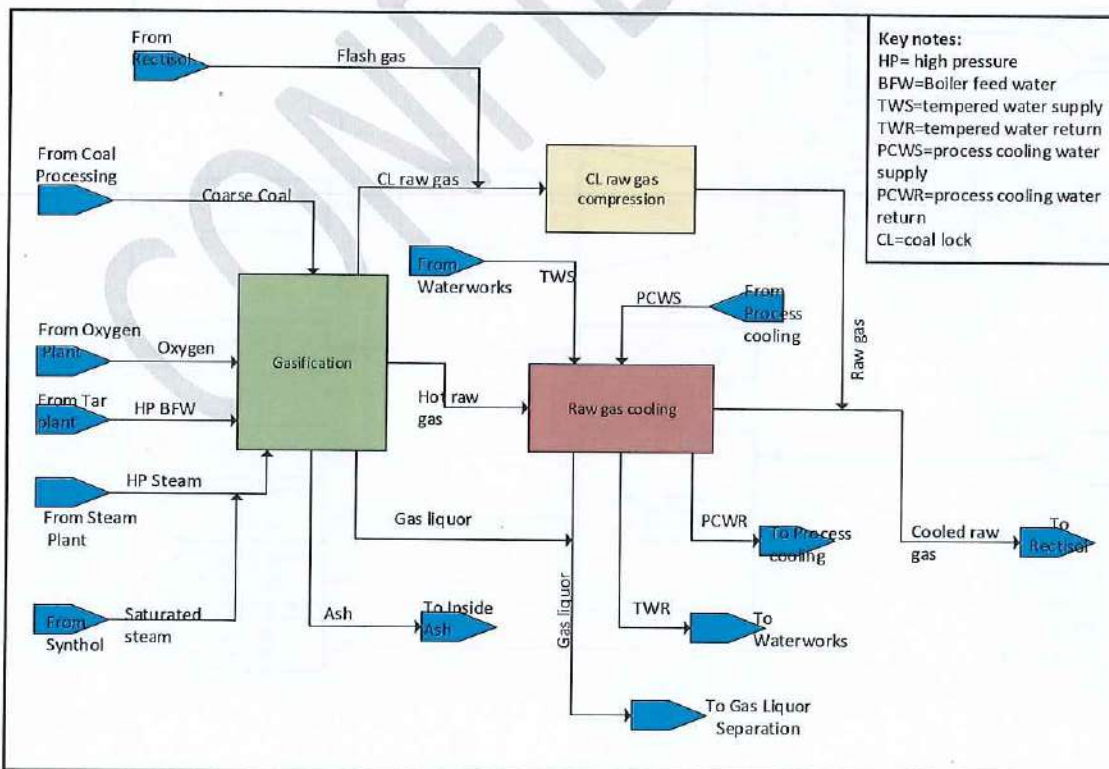 CONFI
From
Rectisol
Flash gas
Key notes:
HP= high pressure
BFW=Boiler feed water
TWS=tempered water supply
TWR=tempered water return
PCWS=process cooling water
supply
PCWR=process cooling water
return
CL=coal lock
From Coal
Processing
Coarse Coal
CL raw gas
CL raw gas
compression
From
Waterworks
TWS
PCWS
From
Process
cooling
Raw gas
From Oxygen
Plant
Oxygen
Gasification
From Tar
plant
HP BFW
Hot raw
gas
Raw gas cooling
HP Steam
From Steam
Plant
Gas liquor
PCWR
To Process
cooling
Cooled raw
gas
To
Rectisol
From
Synthol
Saturated
steam
Ash
To Inside
Ash
Gas liquor
TWR
To
Waterworks
To Gas Liquor
Separation